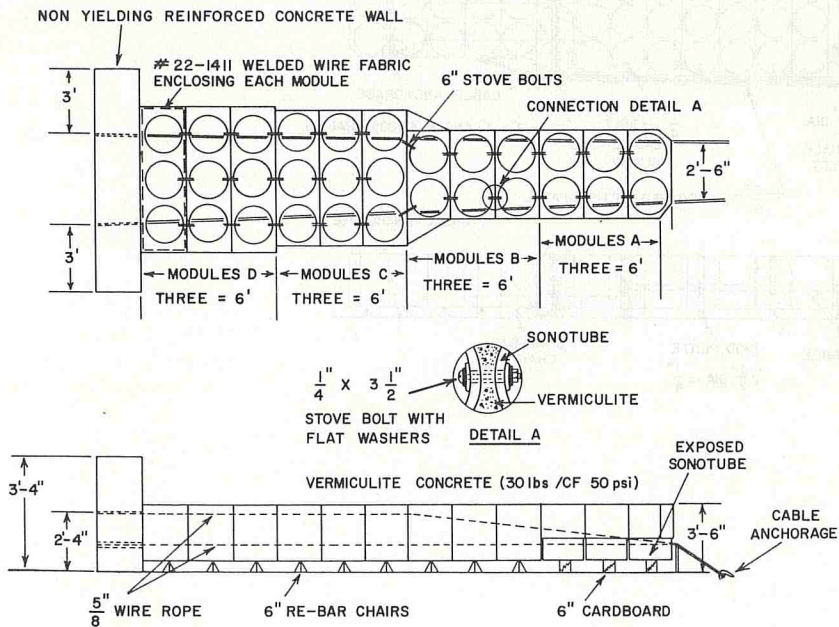 NON YIELDING REINFORCED CONCRETE WALL
# 22-1411 WELDED WIRE FABRIC
ENCLOSING EACH MODULE
6" STOVE BOLTS
CONNECTION DETAIL A
3'
2'-6"
3'
MODULES D
THREE = 6'
MODULES C
THREE = 6'
MODULES B
THREE = 6'
MODULES A
THREE = 6'
1/4" X 3 1/2"
STOVE BOLT WITH
FLAT WASHERS
SONOTUBE
VERMICULITE
DETAIL A
EXPOSED
SONOTUBE
VERMICULITE CONCRETE (30 lbs /CF 50 psi)
3'-4"
2'-4"
3'-6"
CABLE
ANCHORAGE
5/8" WIRE ROPE
6" RE-BAR CHAIRS
6" CARDBOARD